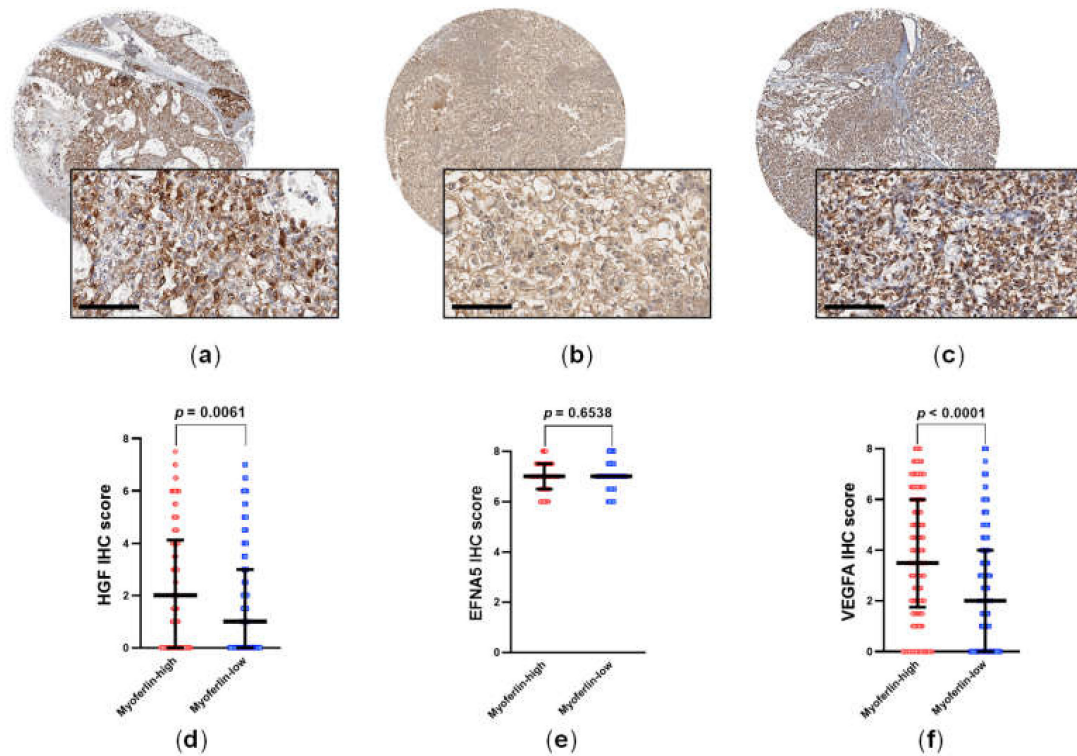 (a)
(b)
(c)
p = 0.0061
8
6
4
2
0
HGF IHC score
Myoferlin-high
Myoferlin-low
(d)
p = 0.6538
8
6
4
2
0
EFNA5 IHC score
Myoferlin-high
Myoferlin-low
(e)
p < 0.0001
8
6
4
2
0
VEGFA IHC score
Myoferlin-high
Myoferlin-low
(f)